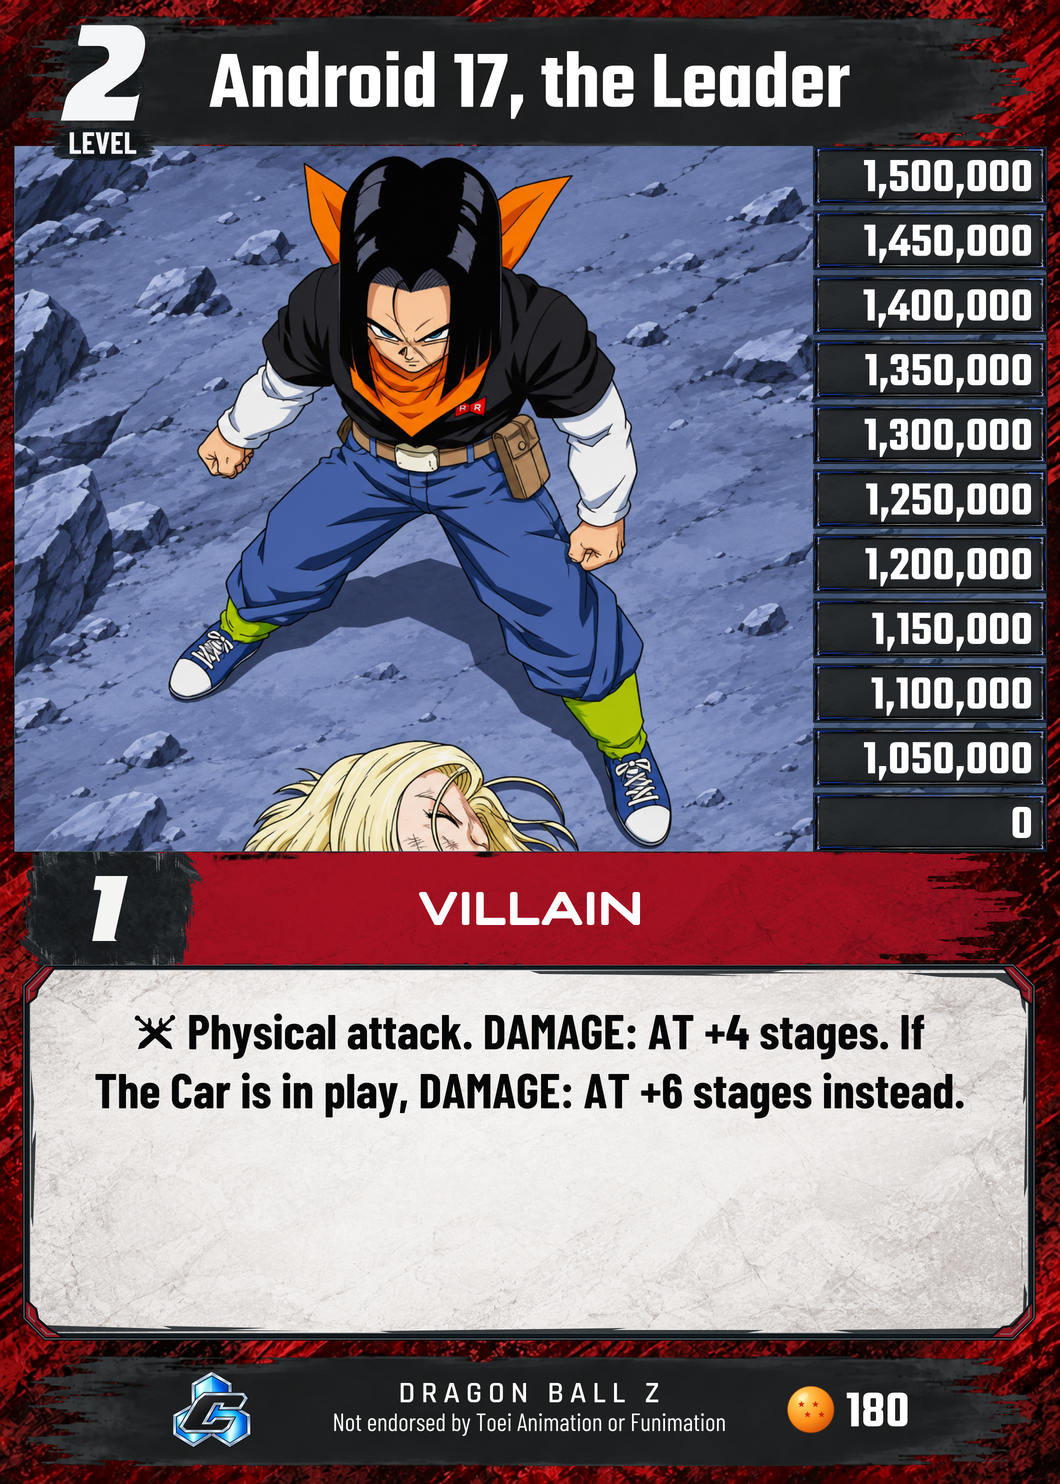 2
LEVEL
Android 17, the Leader
1,500,000
1,450,000
1,400,000
1,350,000
1,300,000
1,250,000
1,200,000
1,150,000
1,100,000
1,050,000
0
R R
1
VILLAIN
Physical attack. DAMAGE: AT +4 stages. If
The Car is in play, DAMAGE: AT +6 stages instead.
G
DRAGON BALL Z
Not endorsed by Toei Animation or Funimation
180